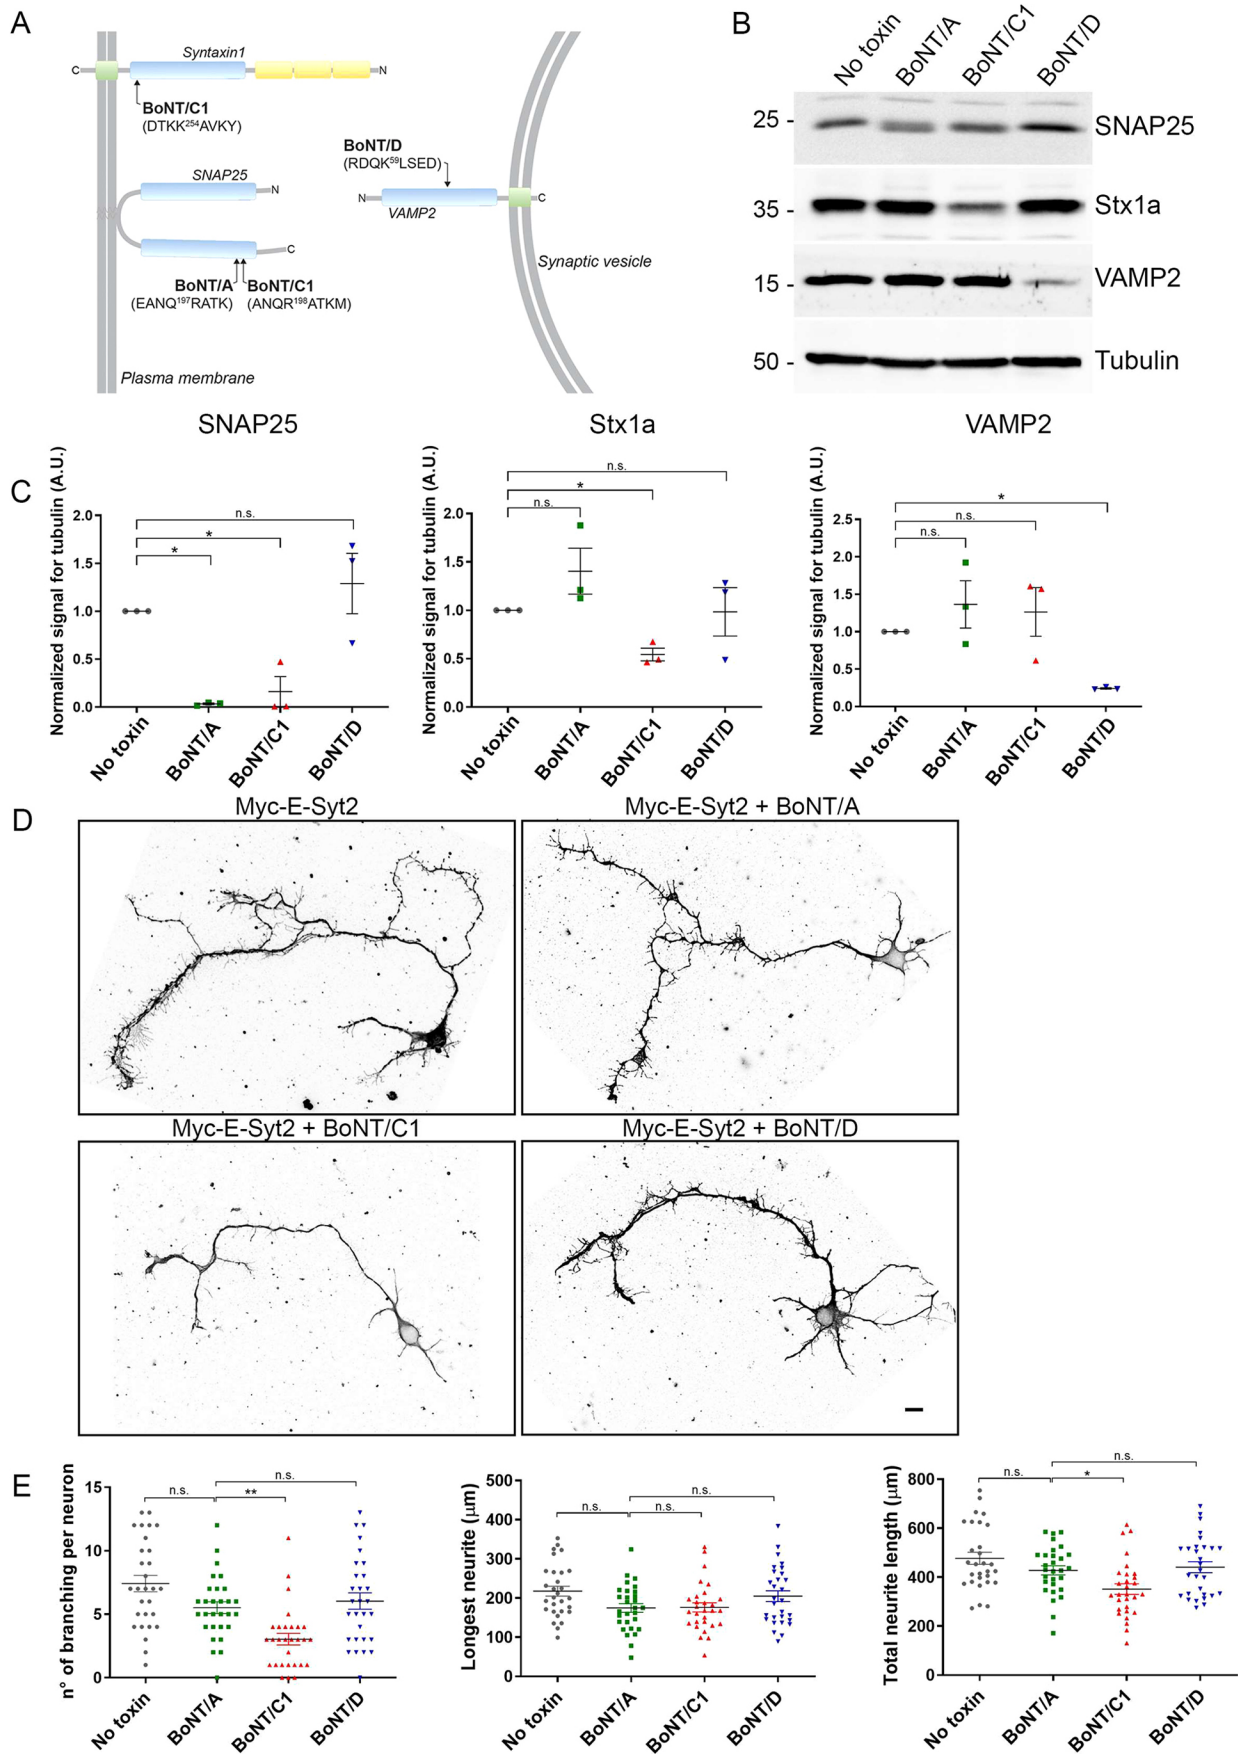 A
Syntaxin1
C
N
BoNT/C1
(DTKK²⁵⁴AVKY)
SNAP25
N
C
BoNT/A
(EANQ¹⁹⁷RATK)
BoNT/C1
(ANQR¹⁹⁸ATKM)
BoNT/D
(RDQK⁵⁹LSED)
N
VAMP2
C
Synaptic vesicle
Plasma membrane
B
No toxin
BoNT/A
BoNT/C1
BoNT/D
25 -
SNAP25
35 -
Stx1a
15 -
VAMP2
50 -
Tubulin
C
SNAP25
Normalized signal for tubulin (A.U.)
2.0
1.5
1.0
0.5
0.0
n.s.
*
*
No toxin
BoNT/A
BoNT/C1
BoNT/D
Stx1a
Normalized signal for tubulin (A.U.)
2.0
1.5
1.0
0.5
0.0
n.s.
*
n.s.
No toxin
BoNT/A
BoNT/C1
BoNT/D
VAMP2
Normalized signal for tubulin (A.U.)
2.5
2.0
1.5
1.0
0.5
0.0
*
n.s.
n.s.
No toxin
BoNT/A
BoNT/C1
BoNT/D
D
Myc-E-Syt2
Myc-E-Syt2 + BoNT/A
Myc-E-Syt2 + BoNT/C1
Myc-E-Syt2 + BoNT/D
E
n° of branching per neuron
15
10
5
0
n.s.
n.s.
**
No toxin
BoNT/A
BoNT/C1
BoNT/D
Longest neurite (µm)
500
400
300
200
100
0
n.s.
n.s.
n.s.
No toxin
BoNT/A
BoNT/C1
BoNT/D
Total neurite length (µm)
800
600
400
200
0
n.s.
n.s.
*
No toxin
BoNT/A
BoNT/C1
BoNT/D